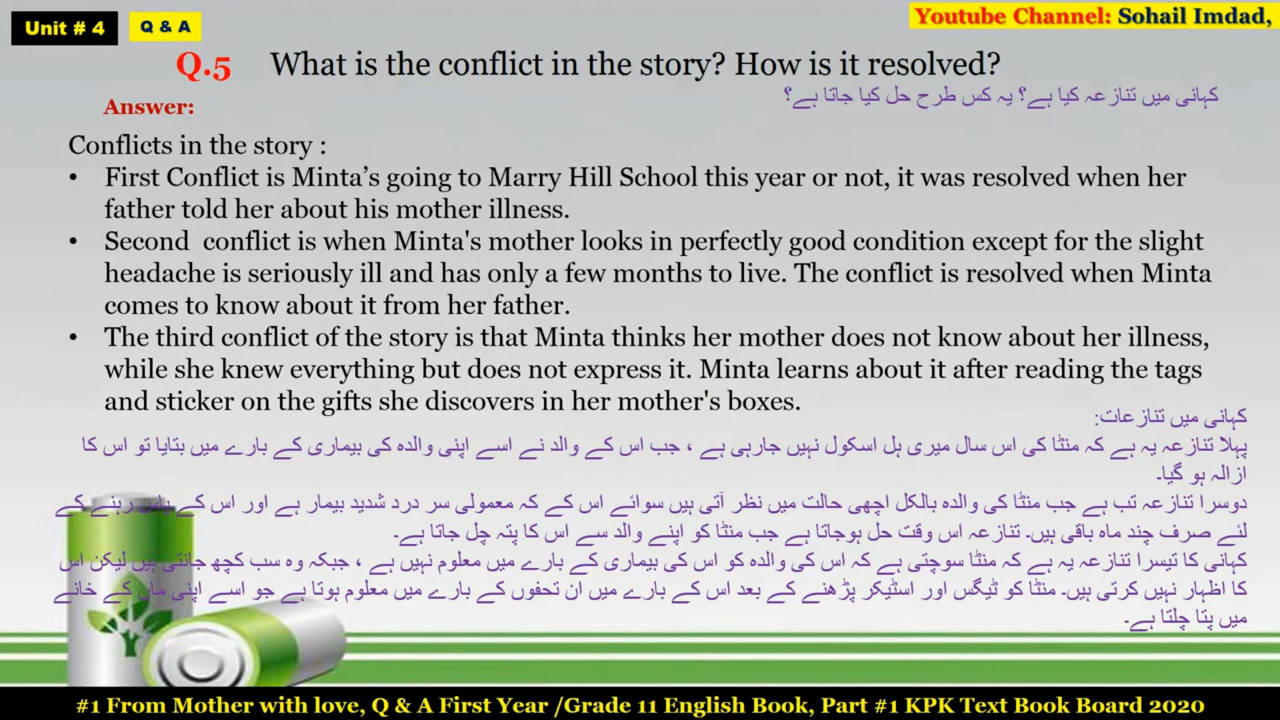 Unit # 4
Q & A
Youtube Channel: Sohail Imdad,
Q.5 What is the conflict in the story? How is it resolved?
کہانی میں تنازعہ کیا ہے؟ یہ کس طرح حل کیا جاتا ہے؟
Answer:
Conflicts in the story :
• First Conflict is Minta’s going to Marry Hill School this year or not, it was resolved when her
father told her about his mother illness.
• Second conflict is when Minta's mother looks in perfectly good condition except for the slight
headache is seriously ill and has only a few months to live. The conflict is resolved when Minta
comes to know about it from her father.
• The third conflict of the story is that Minta thinks her mother does not know about her illness,
while she knew everything but does not express it. Minta learns about it after reading the tags
and sticker on the gifts she discovers in her mother's boxes.
کہانی میں تنازعات:
پہلا تنازعہ یہ ہے کہ منٹا کی اس سال میری ہل اسکول نہیں جارہی ہے ، جب اس کے والد نے اسے اپنی والدہ کی بیماری کے بارے میں بتایا تو اس کا
ازالہ ہو گیا۔
دوسرا تنازعہ تب ہے جب منٹا کی والدہ بالکل اچھی حالت میں نظر آتی ہیں سوائے اس کے کہ معمولی سر درد شدید بیمار ہے اور اس کے پاس رہنے کے
لئے صرف چند ماہ باقی ہیں۔ تنازعہ اس وقت حل ہوجاتا ہے جب منٹا کو اپنے والد سے اس کا پتہ چل جاتا ہے۔
کہانی کا تیسرا تنازعہ یہ ہے کہ منٹا سوچتی ہے کہ اس کی والدہ کو اس کی بیماری کے بارے میں معلوم نہیں ہے ، جبکہ وہ سب کچھ جانتی ہیں لیکن اس
کا اظہار نہیں کرتی ہیں۔ منٹا کو ٹیگس اور اسٹیکر پڑھنے کے بعد اس کے بارے میں ان تحفوں کے بارے میں معلوم ہوتا ہے جو اسے اپنی ماں کے خانے
میں پتا چلتا ہے۔
#1 From Mother with love, Q & A First Year /Grade 11 English Book, Part #1 KPK Text Book Board 2020